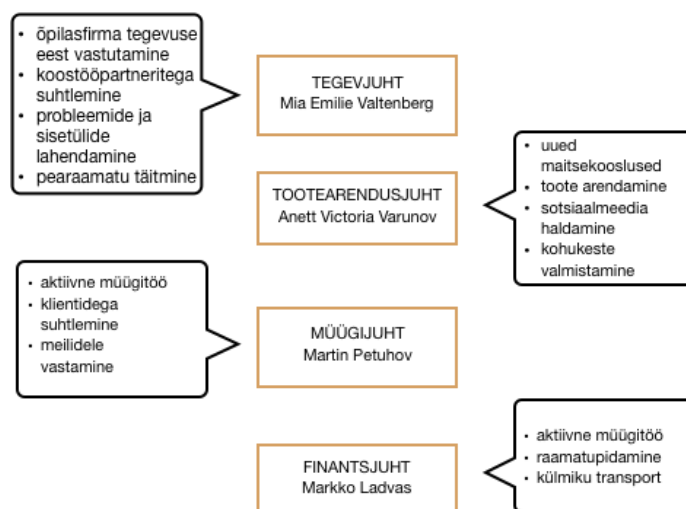 • õpilasfirma tegevuse
eest vastutamine
• koostööpartneritega
suhtlemine
• probleemide ja
sisetülide
lahendamine
• pearaamatu täitmine
TEGEVJUHT
Mia Emilie Valtenberg
TOOTEARENDUSJUHT
Anett Victoria Varunov
• uued
maitsekooslused
• toote arendamine
• sotsiaalmeedia
haldamine
• kohukeste
valmistamine
• aktiivne müügitöö
• klientidega
suhtlemine
• meilidele
vastamine
MÜÜGIJUHT
Martin Petuhov
FINANTSJUHT
Markko Ladvas
• aktiivne müügitöö
• raamatupidamine
• külmiku transport